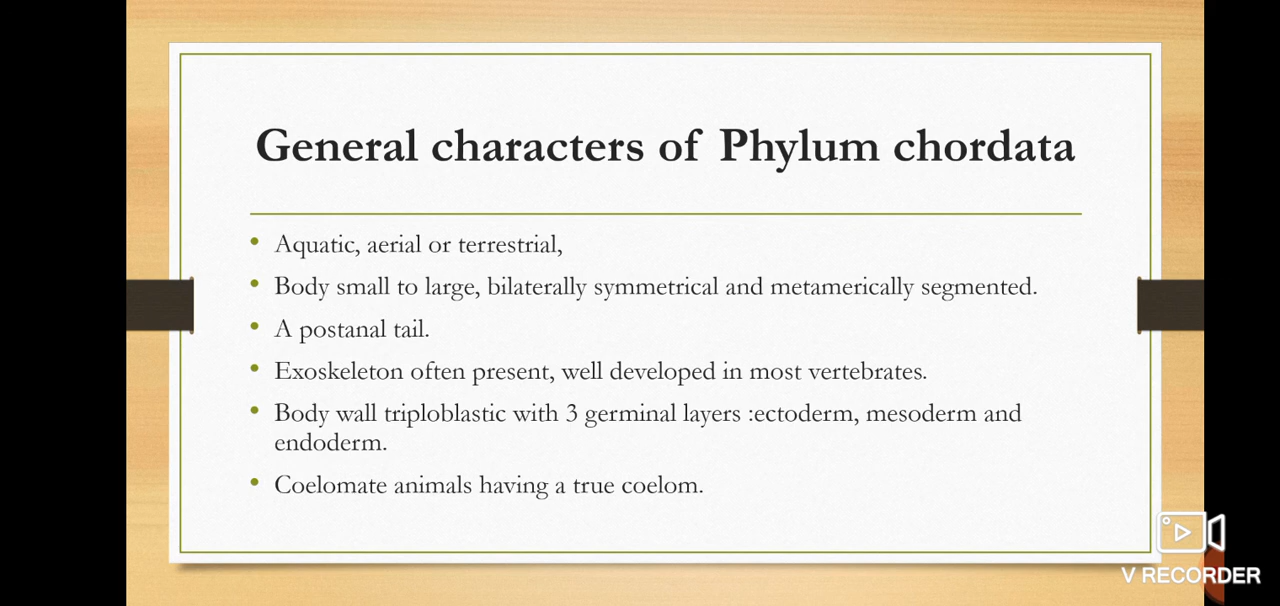 General characters of Phylum chordata
• Aquatic, aerial or terrestrial,
• Body small to large, bilaterally symmetrical and metamerically segmented.
• A postanal tail.
• Exoskeleton often present, well developed in most vertebrates.
• Body wall triploblastic with 3 germinal layers :ectoderm, mesoderm and
endoderm.
• Coelomate animals having a true coelom.
V RECORDER